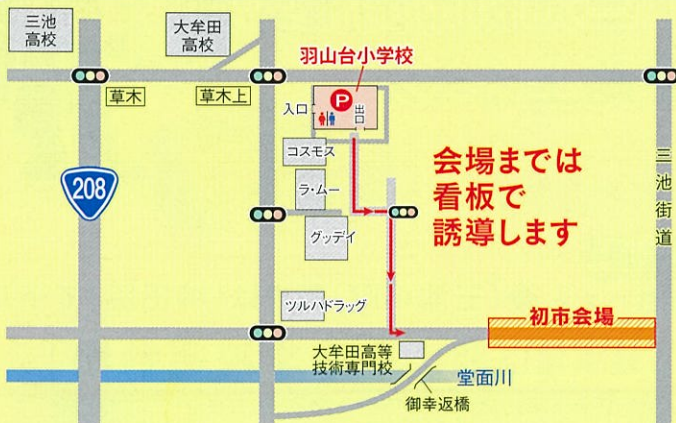 三池
高校
大牟田
高校
羽山台小学校
草木
草木上
入口
P
出口
コスモス
ラ・ムー
グッデイ
ツルハドラッグ
208
会場までは
看板で
誘導します
三池街道
初市会場
大牟田高等
技術専門校
堂面川
御幸返橋